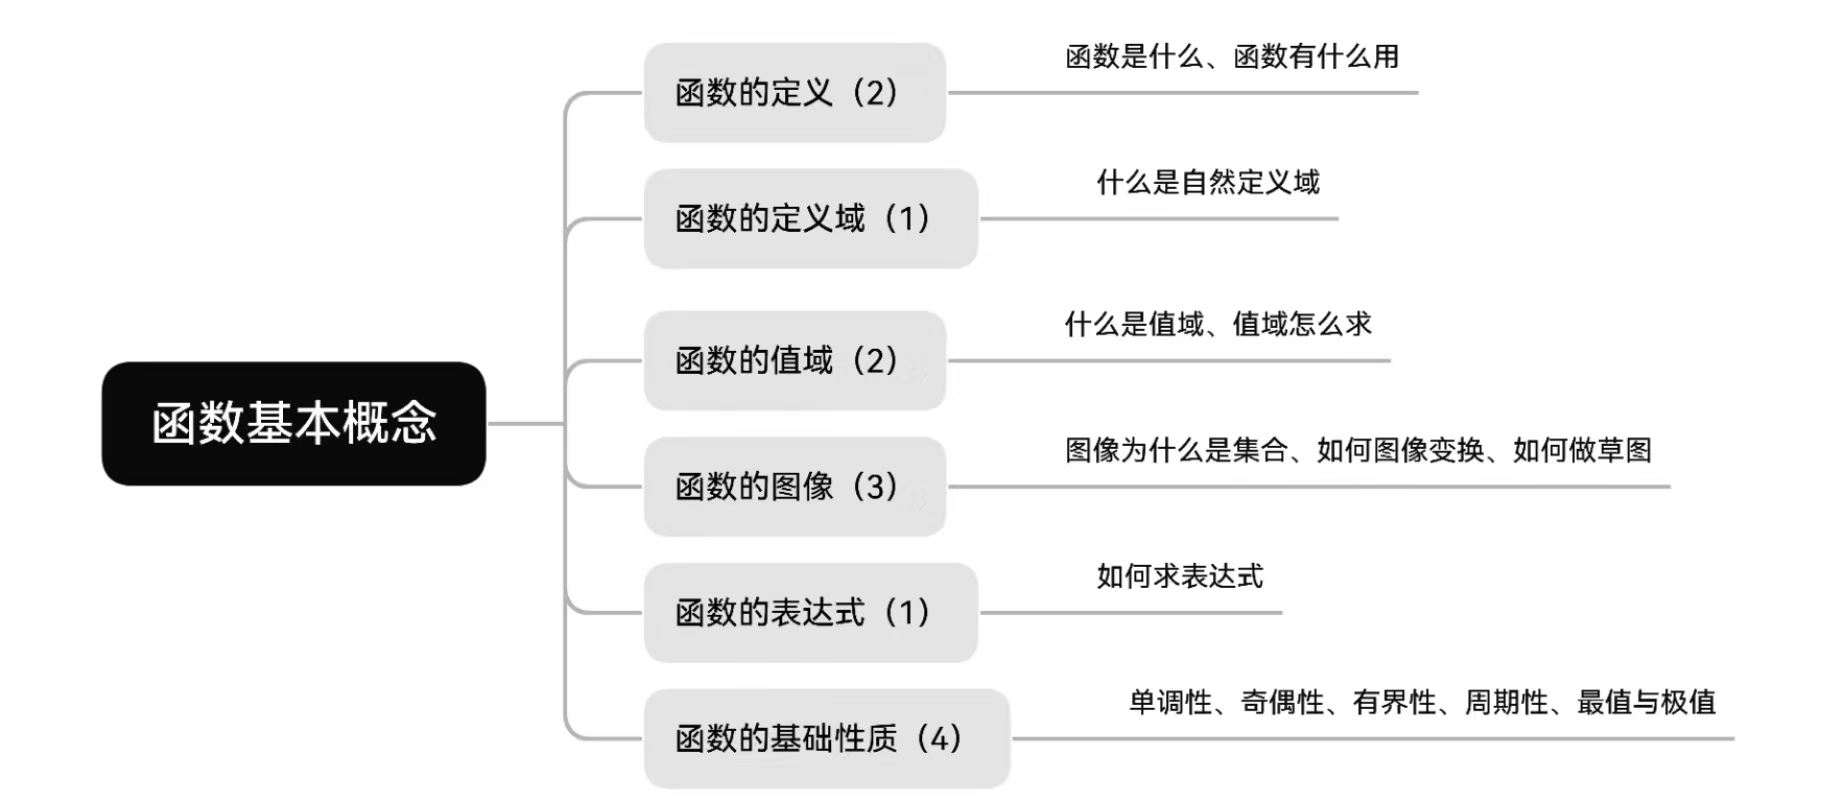 函数基本概念
函数的定义（2）
函数是什么、函数有什么用
函数的定义域（1）
什么是自然定义域
函数的值域（2）
什么是值域、值域怎么求
函数的图像（3）
图像为什么是集合、如何图像变换、如何做草图
函数的表达式（1）
如何求表达式
函数的基础性质（4）
单调性、奇偶性、有界性、周期性、最值与极值